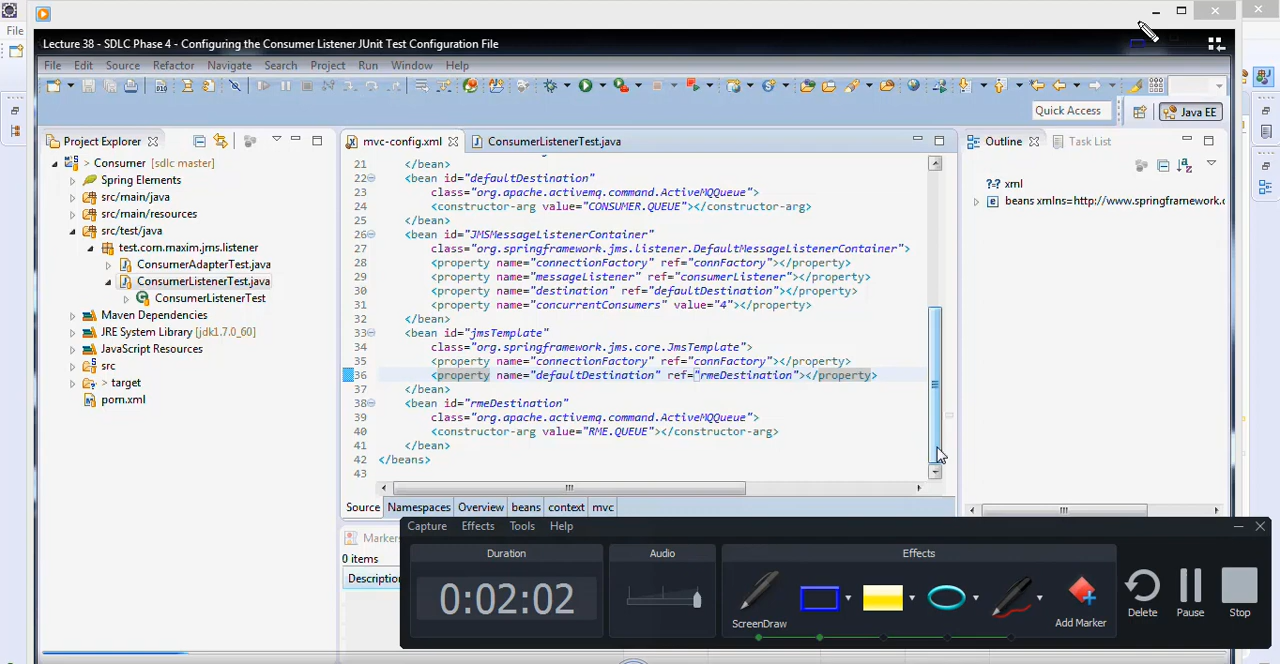 File
Lecture 38 - SDLC Phase 4 - Configuring the Consumer Listener JUnit Test Configuration File
File Edit Source Refactor Navigate Search Project Run Window Help
Quick Access
Java EE
Project Explorer
> Consumer [sdlc master]
Spring Elements
src/main/java
src/main/resources
src/test/java
test.com.maxim.jms.listener
ConsumerAdapterTest.java
ConsumerListenerTest.java
ConsumerListenerTest
Maven Dependencies
JRE System Library [jdk1.7.0_60]
JavaScript Resources
src
> target
pom.xml
mvc-config.xml
ConsumerListenerTest.java
21 </bean>
22 <bean id="defaultDestination"
23 class="org.apache.activemq.command.ActiveMQQueue">
24 <constructor-arg value="CONSUMER.QUEUE"></constructor-arg>
25 </bean>
26 <bean id="JMSMessageListenerContainer"
27 class="org.springframework.jms.listener.DefaultMessageListenerContainer">
28 <property name="connectionFactory" ref="connFactory"></property>
29 <property name="messageListener" ref="consumerListener"></property>
30 <property name="destination" ref="defaultDestination"></property>
31 <property name="concurrentConsumers" value="4"></property>
32 </bean>
33 <bean id="jmsTemplate"
34 class="org.springframework.jms.core.JmsTemplate">
35 <property name="connectionFactory" ref="connFactory"></property>
36 <property name="defaultDestination" ref="rmeDestination"></property>
37 </bean>
38 <bean id="rmeDestination"
39 class="org.apache.activemq.command.ActiveMQQueue">
40 <constructor-arg value="RME.QUEUE"></constructor-arg>
41 </bean>
42 </beans>
43
Source Namespaces Overview beans context mvc
Outline
Task List
?=? xml
e beans xmlns=http://www.springframework.c
Markers
0 items
Description
Capture Effects Tools Help
Duration
0:02:02
Audio
Effects
ScreenDraw
Add Marker
Delete
Pause
Stop